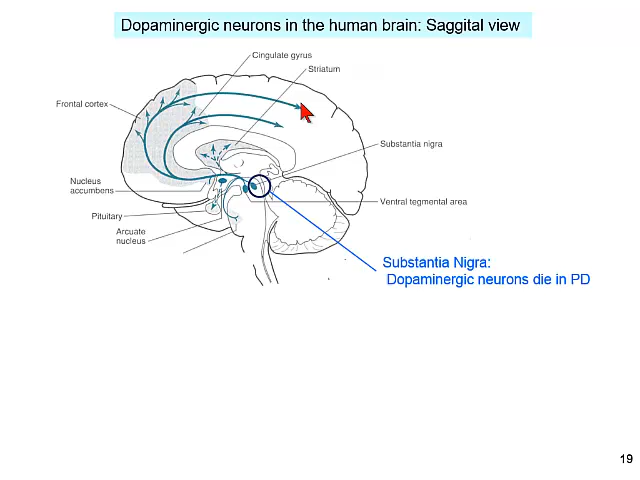 Dopaminergic neurons in the human brain: Saggital view
Cingulate gyrus
Striatum
Frontal cortex
Substantia nigra
Nucleus
accumbens
Ventral tegmental area
Pituitary
Arcuate
nucleus
Substantia Nigra:
Dopaminergic neurons die in PD
19